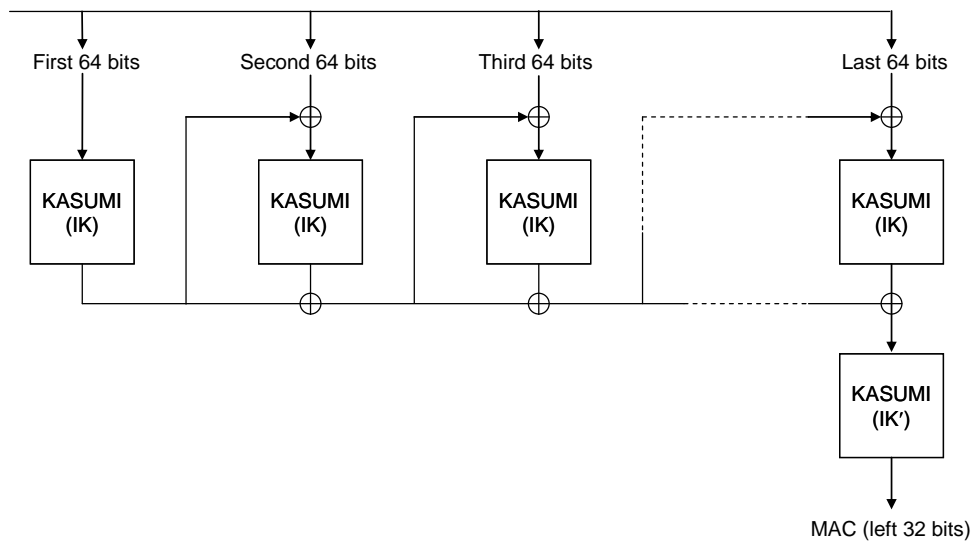 First 64 bits
Second 64 bits
Third 64 bits
Last 64 bits
KASUMI
(IK)
KASUMI
(IK)
KASUMI
(IK)
KASUMI
(IK)
KASUMI
(IK′)
MAC (left 32 bits)